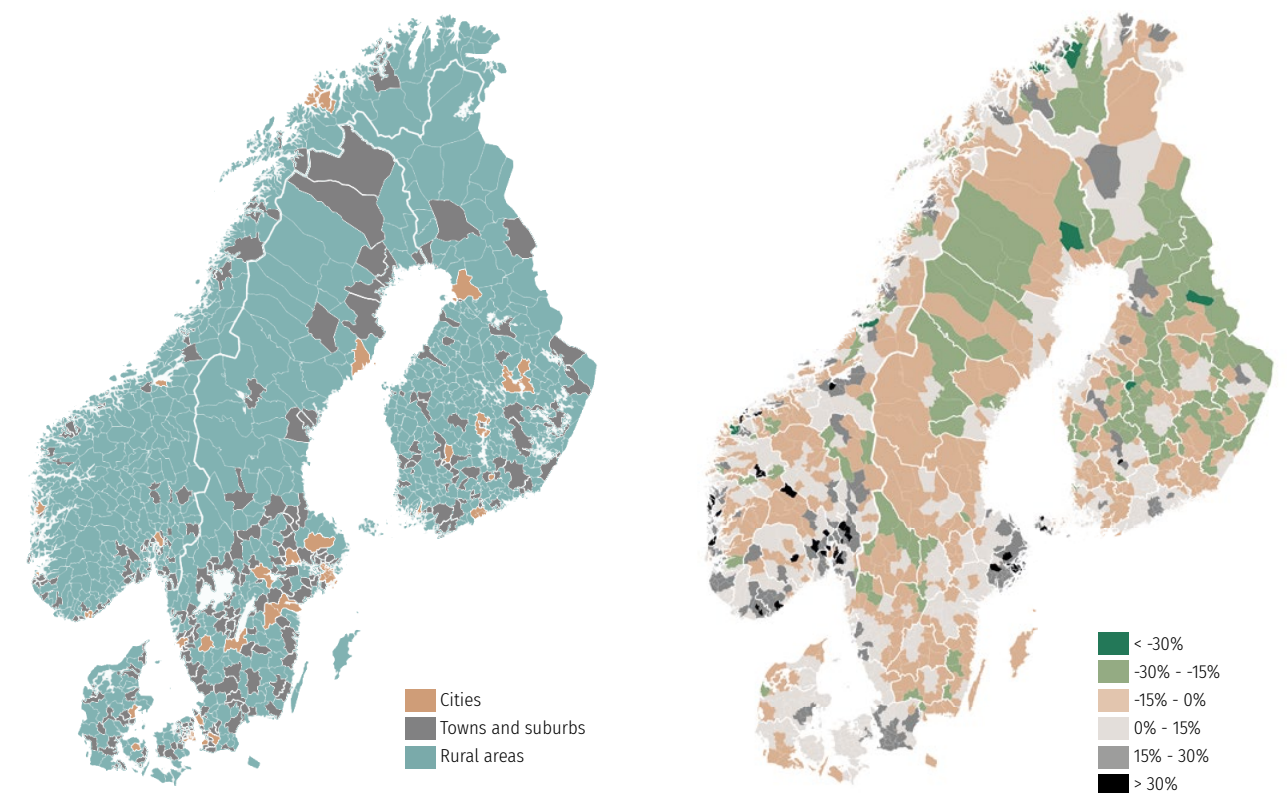 Cities
Towns and suburbs
Rural areas
< -30%
-30% - -15%
-15% - 0%
0% - 15%
15% - 30%
> 30%